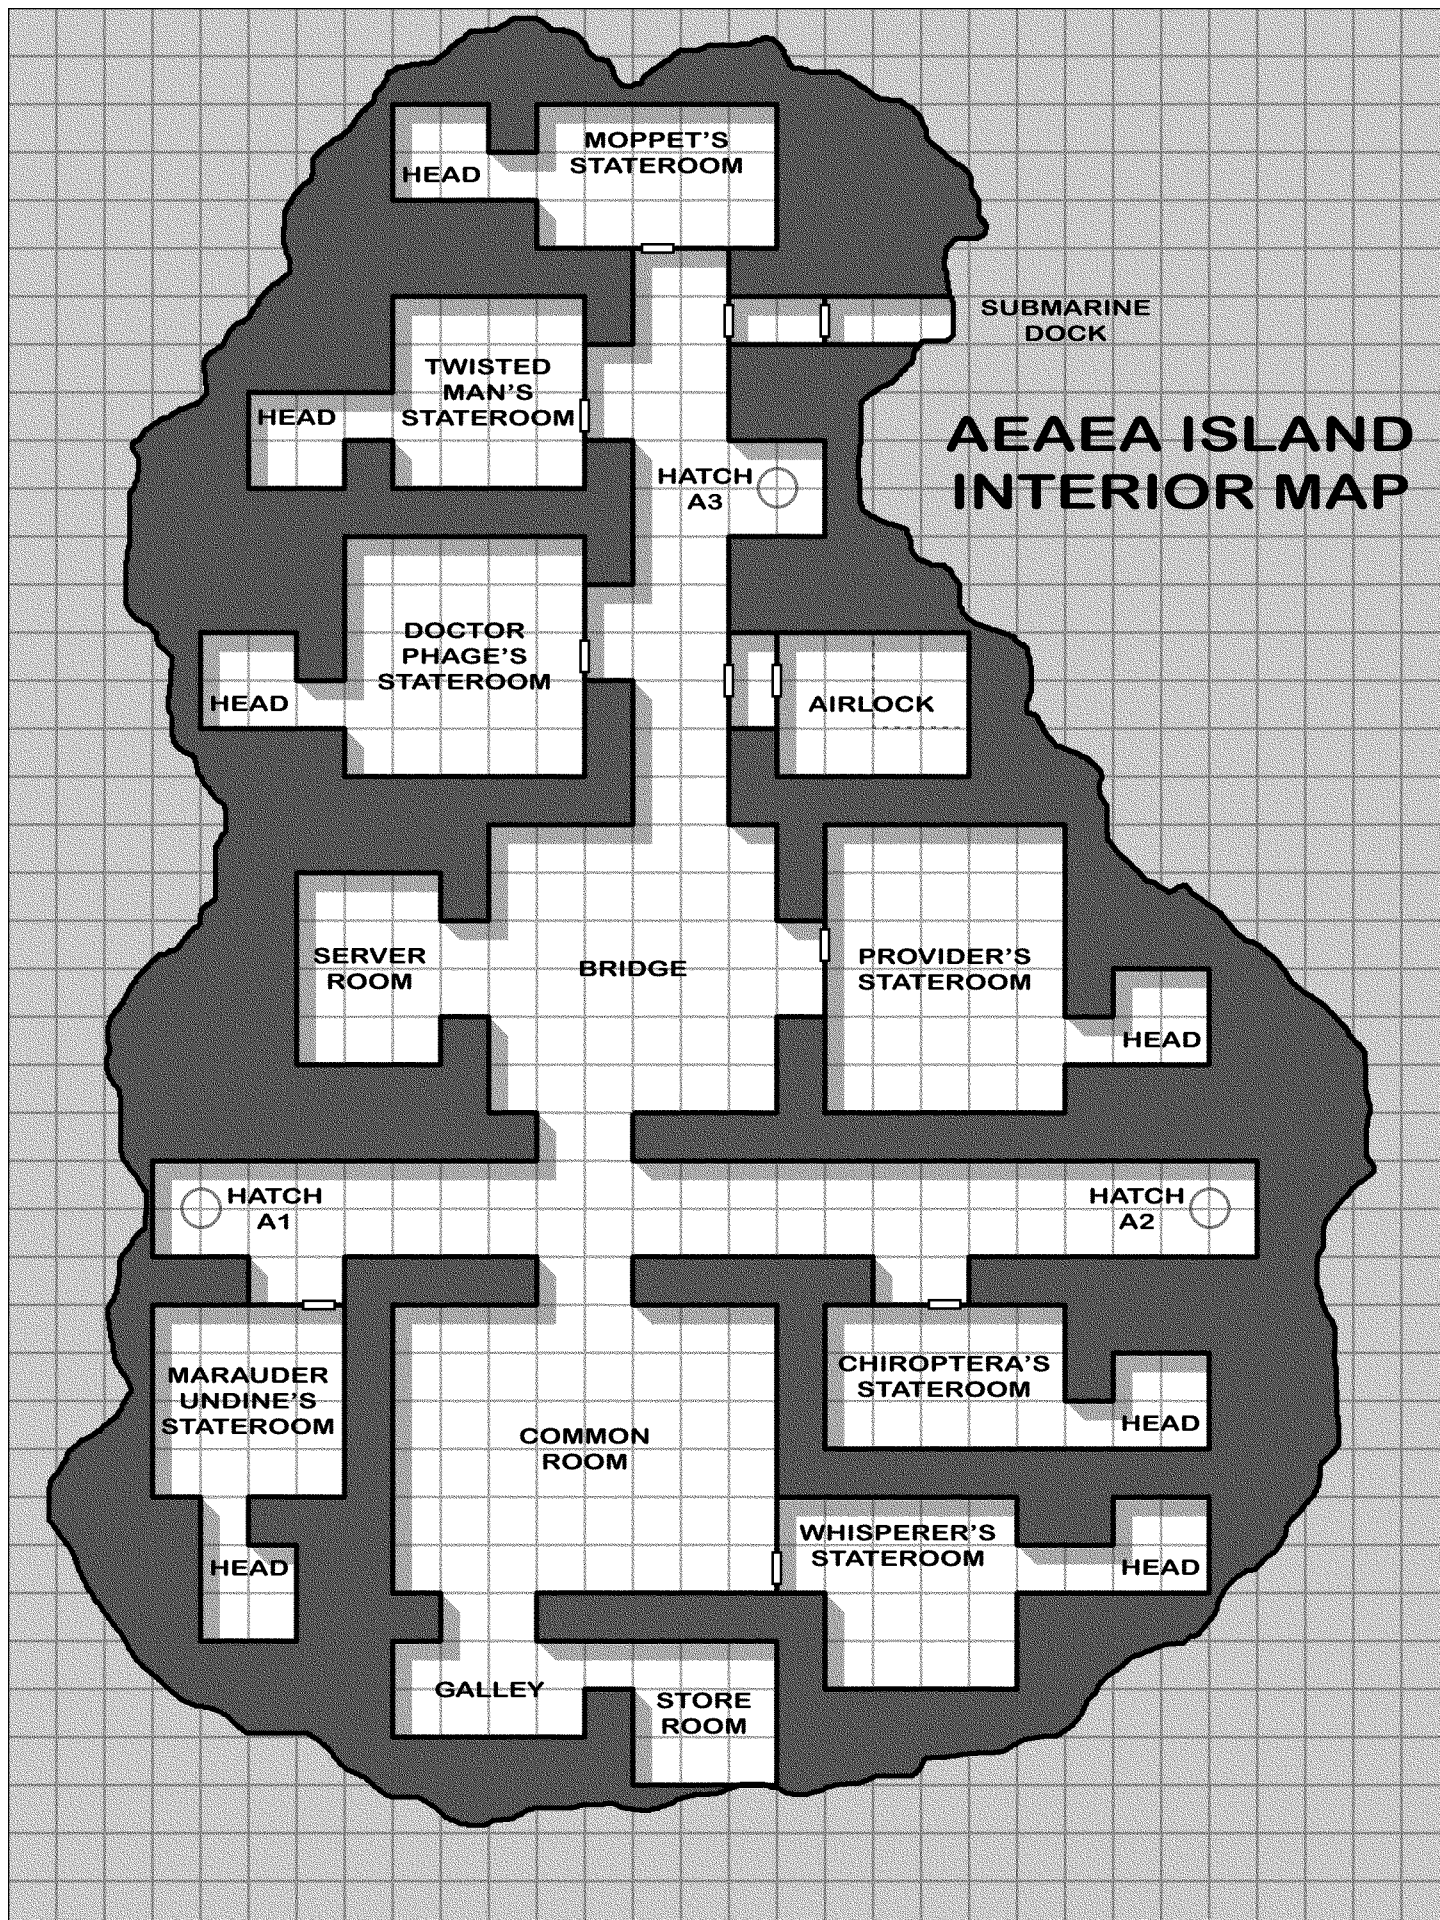 MOPPET'S
STATEROOM
HEAD
SUBMARINE
DOCK
TWISTED
MAN'S
STATEROOM
HEAD
AEAEA ISLAND
INTERIOR MAP
HATCH
A3
DOCTOR
PHAGE'S
STATEROOM
HEAD
AIRLOCK
SERVER
ROOM
BRIDGE
PROVIDER'S
STATEROOM
HEAD
HATCH
A1
HATCH
A2
MARAUDER
UNDINE'S
STATEROOM
CHIROPTERA'S
STATEROOM
HEAD
COMMON
ROOM
WHISPERER'S
STATEROOM
HEAD
HEAD
GALLEY
STORE
ROOM